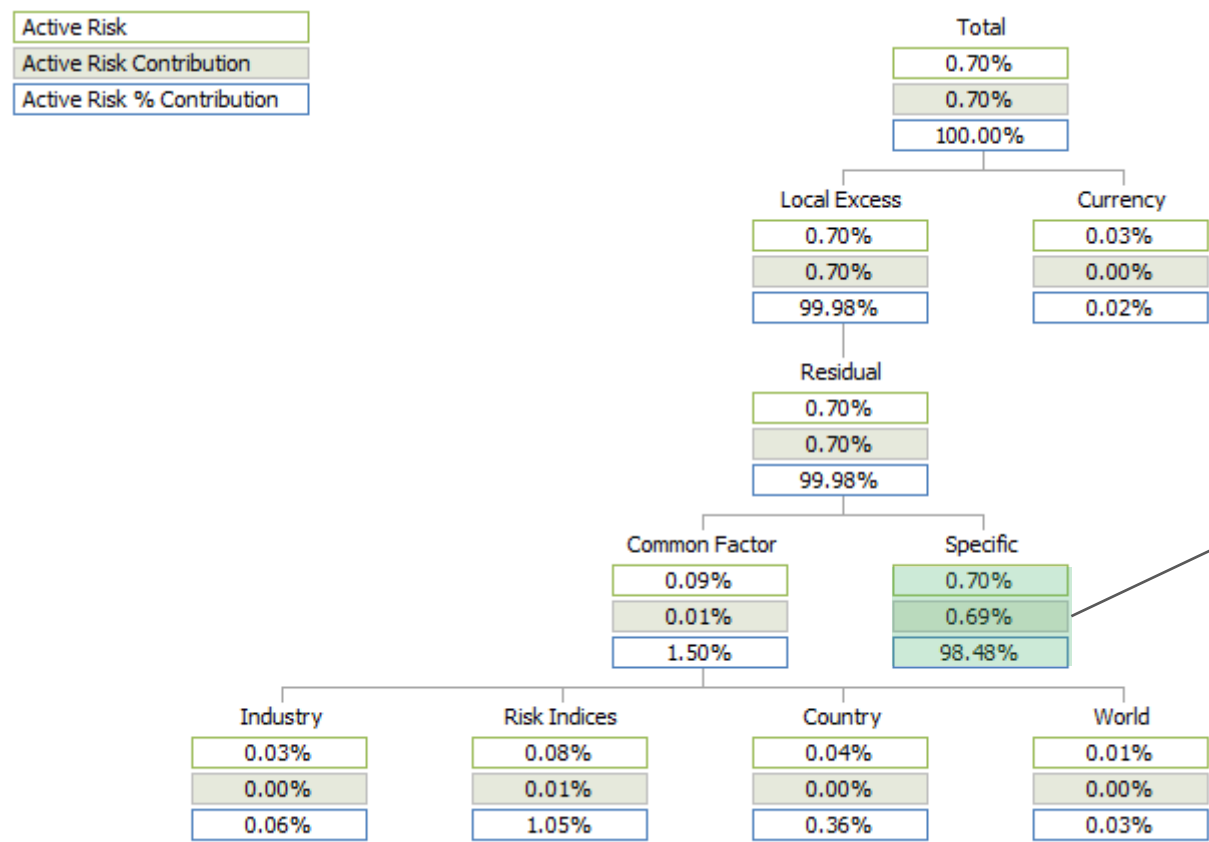 Active Risk
Active Risk Contribution
Active Risk % Contribution
Total
0.70%
0.70%
100.00%
Local Excess
0.70%
0.70%
99.98%
Currency
0.03%
0.00%
0.02%
Residual
0.70%
0.70%
99.98%
Common Factor
0.09%
0.01%
1.50%
Specific
0.70%
0.69%
98.48%
Industry
0.03%
0.00%
0.06%
Risk Indices
0.08%
0.01%
1.05%
Country
0.04%
0.00%
0.36%
World
0.01%
0.00%
0.03%